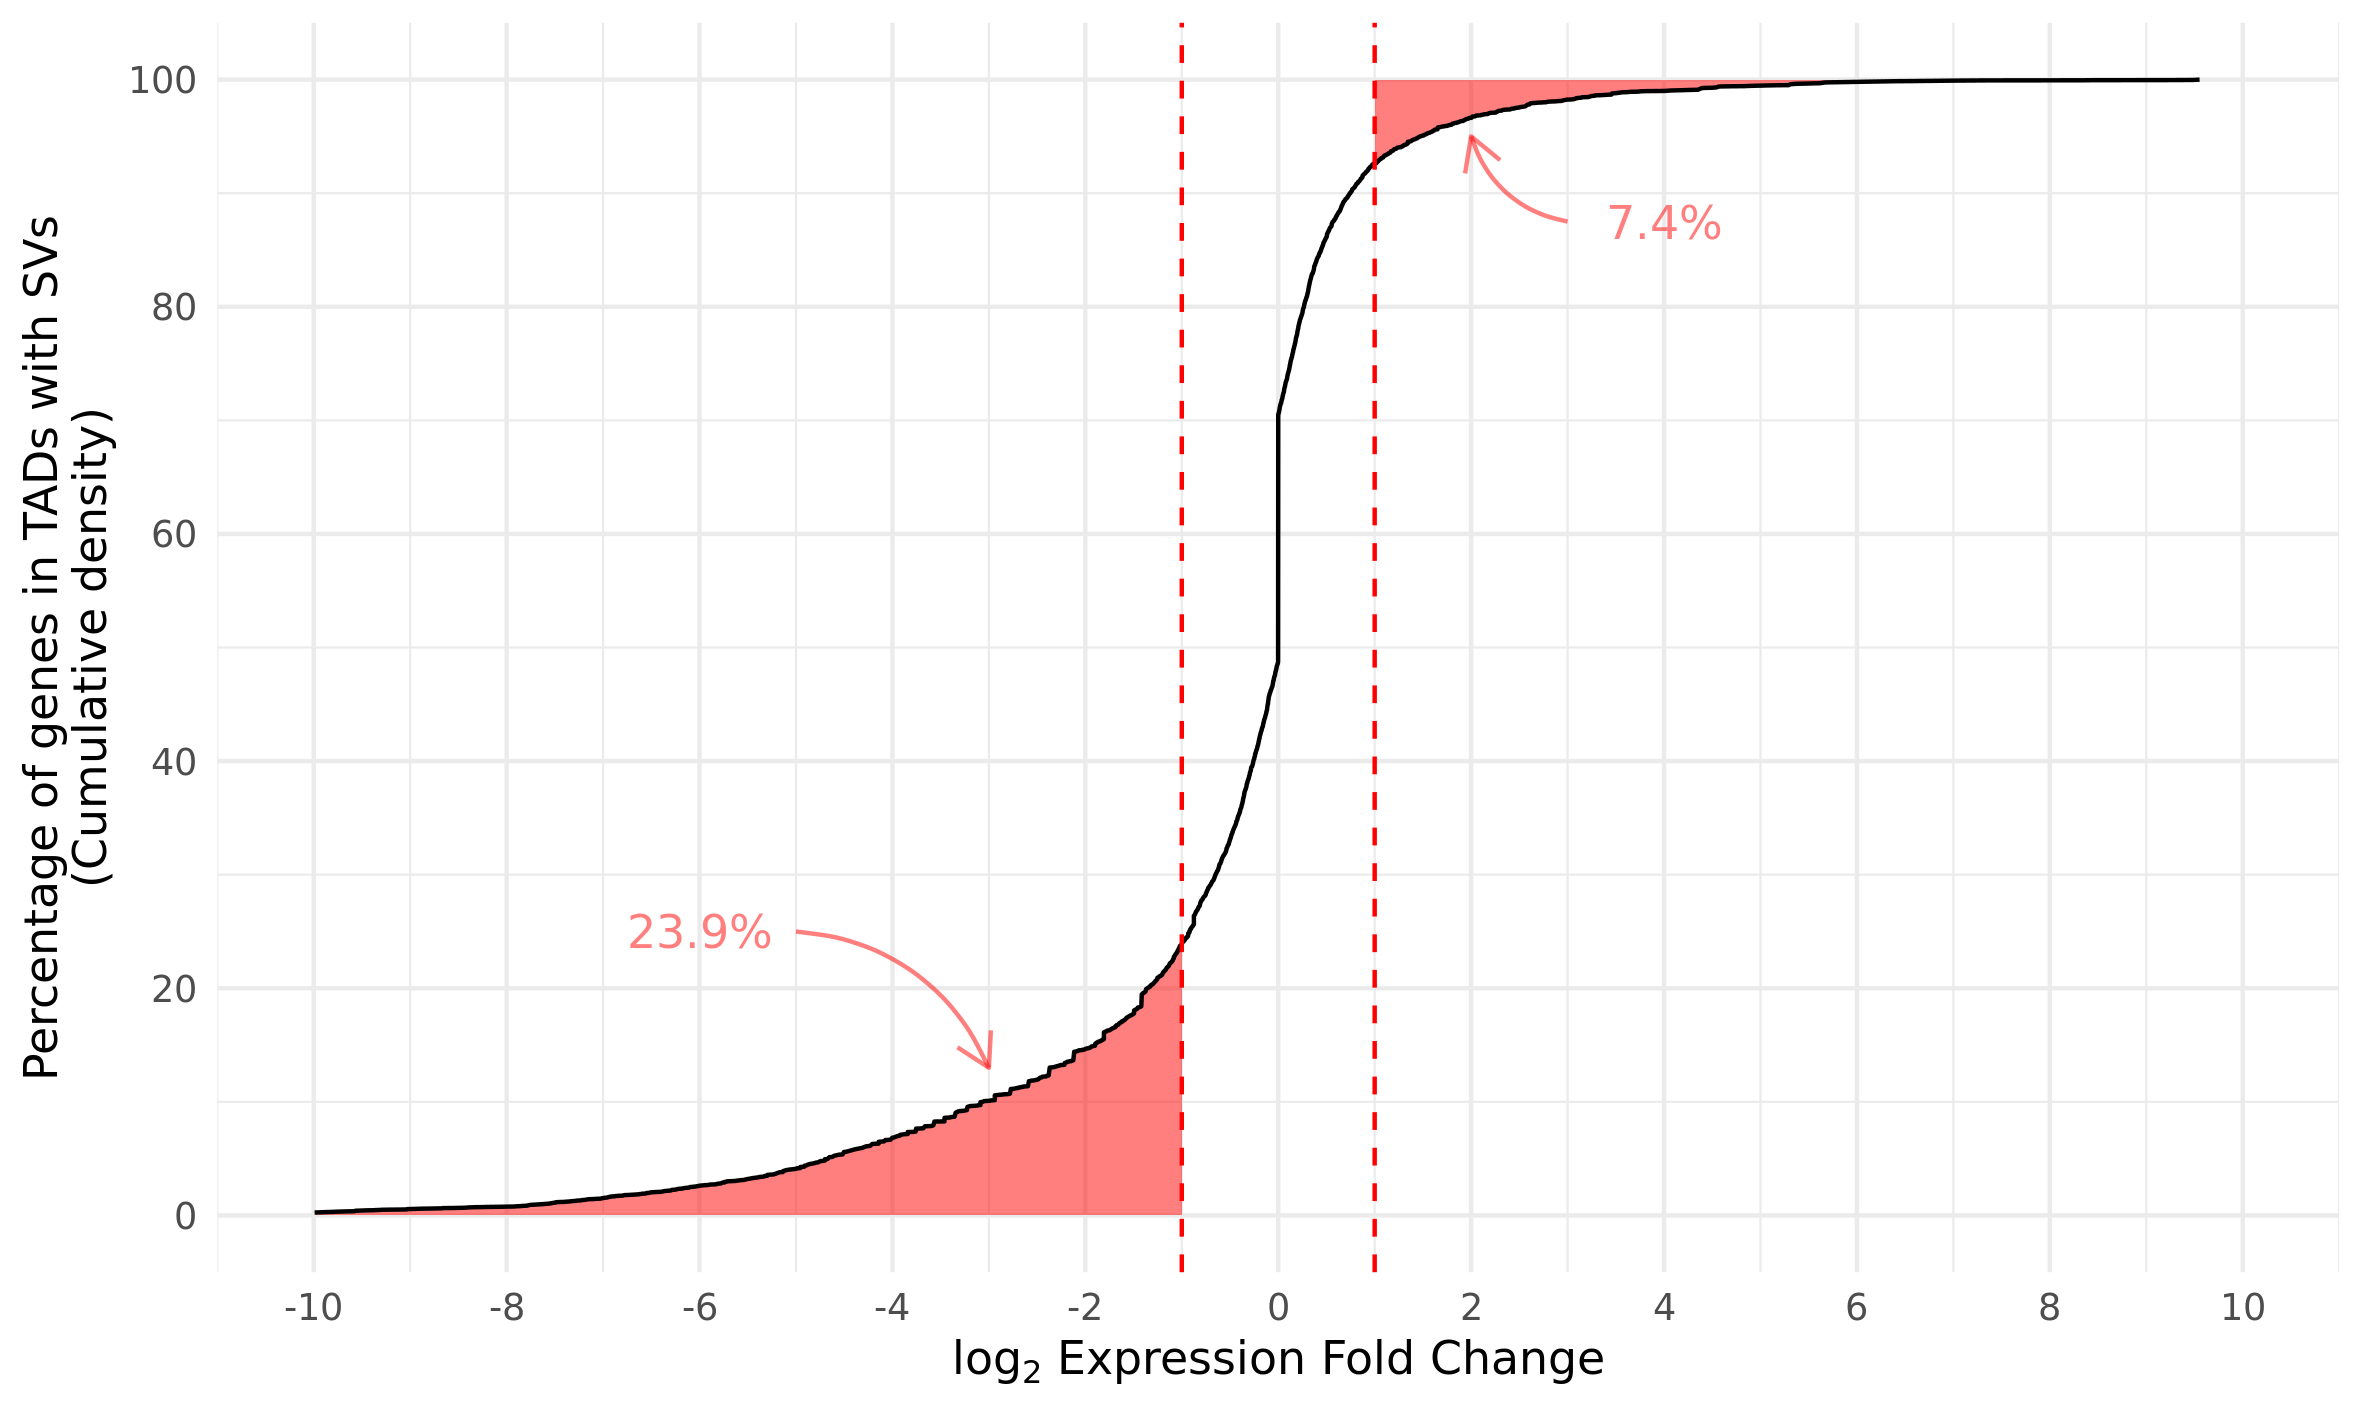 Percentage of genes in TADs with SVs
(Cumulative density)
100
80
60
40
20
0
7.4%
23.9%
-10 -8 -6 -4 -2 0 2 4 6 8 10
log₂ Expression Fold Change